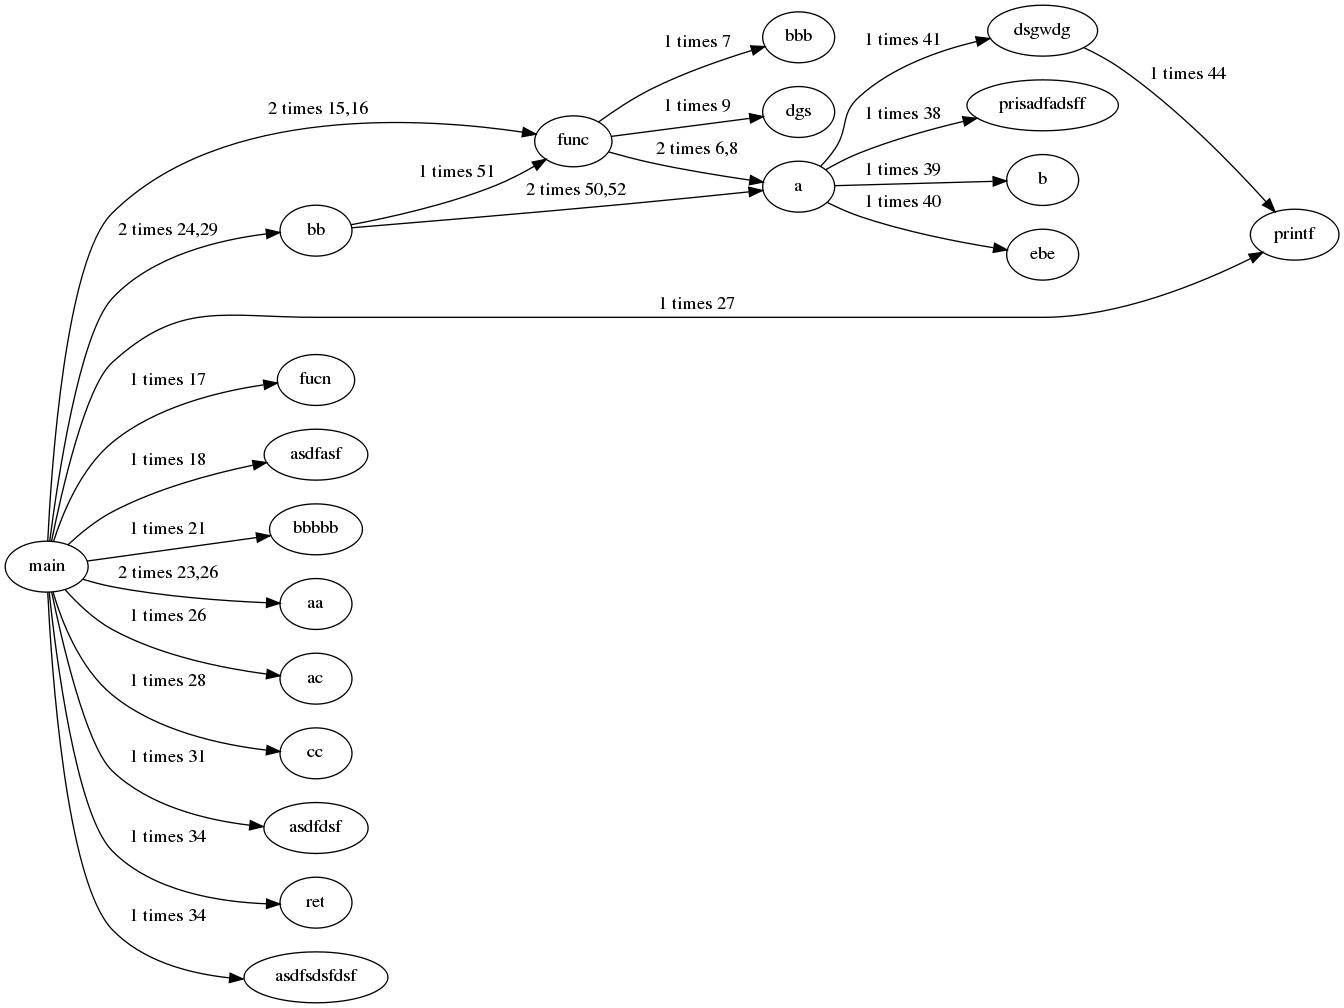 dsgwdg
1 times 7
bbb
1 times 41
1 times 44
2 times 15,16
1 times 9
dgs
1 times 38
prisadfadsff
func
2 times 6,8
1 times 51
1 times 39
b
2 times 50,52
a
1 times 40
2 times 24,29
bb
printf
ebe
1 times 27
1 times 17
fucn
1 times 18
asdfasf
1 times 21
bbbbb
main
2 times 23,26
aa
1 times 26
ac
1 times 28
cc
1 times 31
asdfdsf
1 times 34
ret
1 times 34
asdfsdsfdsf